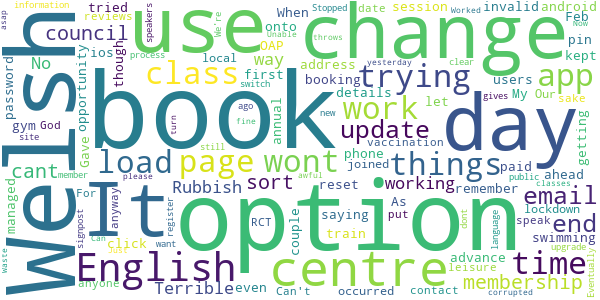 welsh
book
option
use
change
day
It
English
centre
things
time
trying
work
wont
page
load
class
app
update
email
end
membership
council
cant
sort
Rubbish
Terrible
working
way
onto
OAP
No
tried
reviews
though
ios
password
opportunity
Gave
gym
God
site
managed
member
For
anyway
click
anyone
Can
Just
waste
signpost
register
want
awful
please
turn
ago
fine
still
local
first
address
annual
users
booking
details
let
My
Our
When
invalid
session
date
android
Feb
pin
kept
getting
Now
new
gives
phone
joined
paid
ahead
vaccination
reset
saying
remember
As
put
lockdown
public
classes
speak
swimming
language
dont
couple
RCT
train
even
Can't
occurred
contact
advance
leisure
upgrade
corrupted
Eventually
information
asap
speakers
Stopped
We're
process
switch
Worked
Unable
throws
yesterday
clear
sake